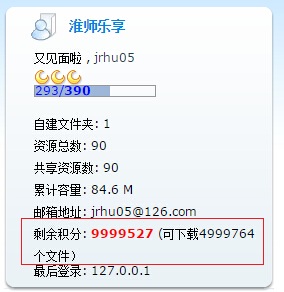 淮师乐享
又见面啦 , jrhu05
293/390
自建文件夹: 1
资源总数: 90
共享资源数: 90
累计容量: 84.6 M
邮箱地址: jrhu05@126.com
剩余积分: 9999527 (可下载4999764
个文件)
最后登录: 127.0.0.1